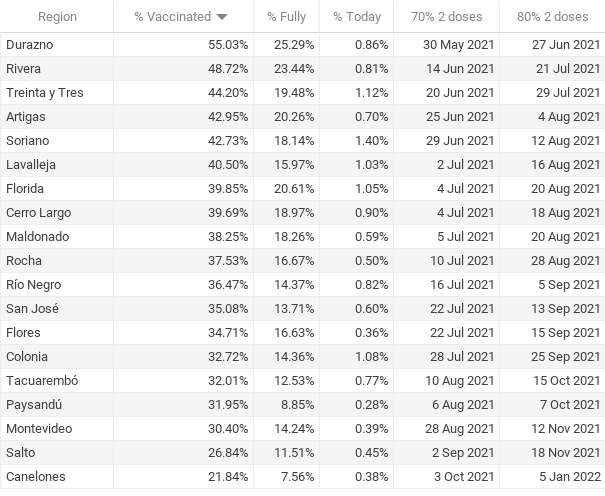 Region % Vaccinated % Fully % Today 70% 2 doses 80% 2 doses
Durazno 55.03% 25.29% 0.86% 30 May 2021 27 Jun 2021
Rivera 48.72% 23.44% 0.81% 14 Jun 2021 21 Jul 2021
Treinta y Tres 44.20% 19.48% 1.12% 20 Jun 2021 29 Jul 2021
Artigas 42.95% 20.26% 0.70% 25 Jun 2021 4 Aug 2021
Soriano 42.73% 18.14% 1.40% 29 Jun 2021 12 Aug 2021
Lavalleja 40.50% 15.97% 1.03% 2 Jul 2021 16 Aug 2021
Florida 39.85% 20.61% 1.05% 4 Jul 2021 20 Aug 2021
Cerro Largo 39.69% 18.97% 0.90% 4 Jul 2021 18 Aug 2021
Maldonado 38.25% 18.26% 0.59% 5 Jul 2021 20 Aug 2021
Rocha 37.53% 16.67% 0.50% 10 Jul 2021 28 Aug 2021
Río Negro 36.47% 14.37% 0.82% 16 Jul 2021 5 Sep 2021
San José 35.08% 13.71% 0.60% 22 Jul 2021 13 Sep 2021
Flores 34.71% 16.63% 0.36% 22 Jul 2021 15 Sep 2021
Colonia 32.72% 14.36% 1.08% 28 Jul 2021 25 Sep 2021
Tacuarembó 32.01% 12.53% 0.77% 10 Aug 2021 15 Oct 2021
Paysandú 31.95% 8.85% 0.28% 6 Aug 2021 7 Oct 2021
Montevideo 30.40% 14.24% 0.39% 28 Aug 2021 12 Nov 2021
Salto 26.84% 11.51% 0.45% 2 Sep 2021 18 Nov 2021
Canelones 21.84% 7.56% 0.38% 3 Oct 2021 5 Jan 2022